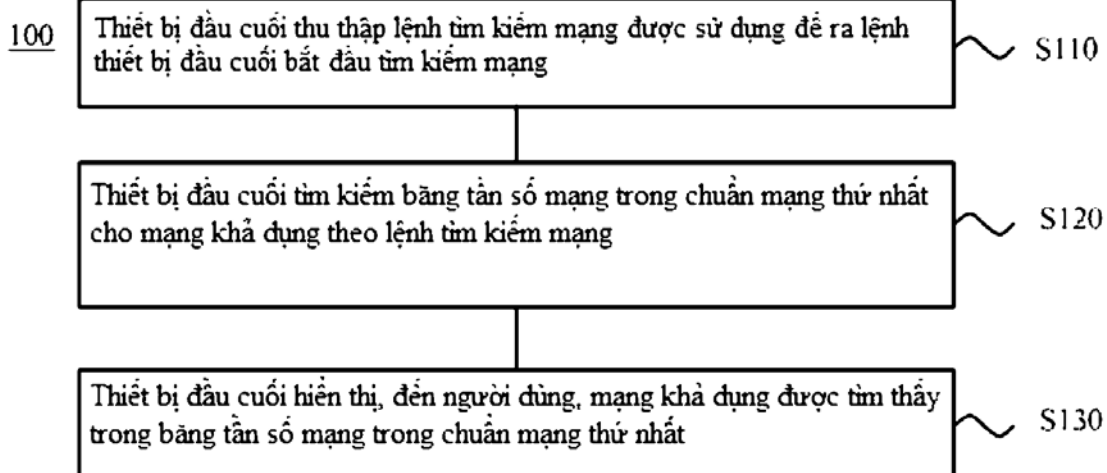 100
Thiết bị đầu cuối thu thập lệnh tìm kiếm mạng được sử dụng để ra lệnh
thiết bị đầu cuối bắt đầu tìm kiếm mạng
S110
Thiết bị đầu cuối tìm kiếm băng tần số mạng trong chuẩn mạng thứ nhất
cho mạng khả dụng theo lệnh tìm kiếm mạng
S120
Thiết bị đầu cuối hiển thị, đến người dùng, mạng khả dụng được tìm thấy
trong băng tần số mạng trong chuẩn mạng thứ nhất
S130